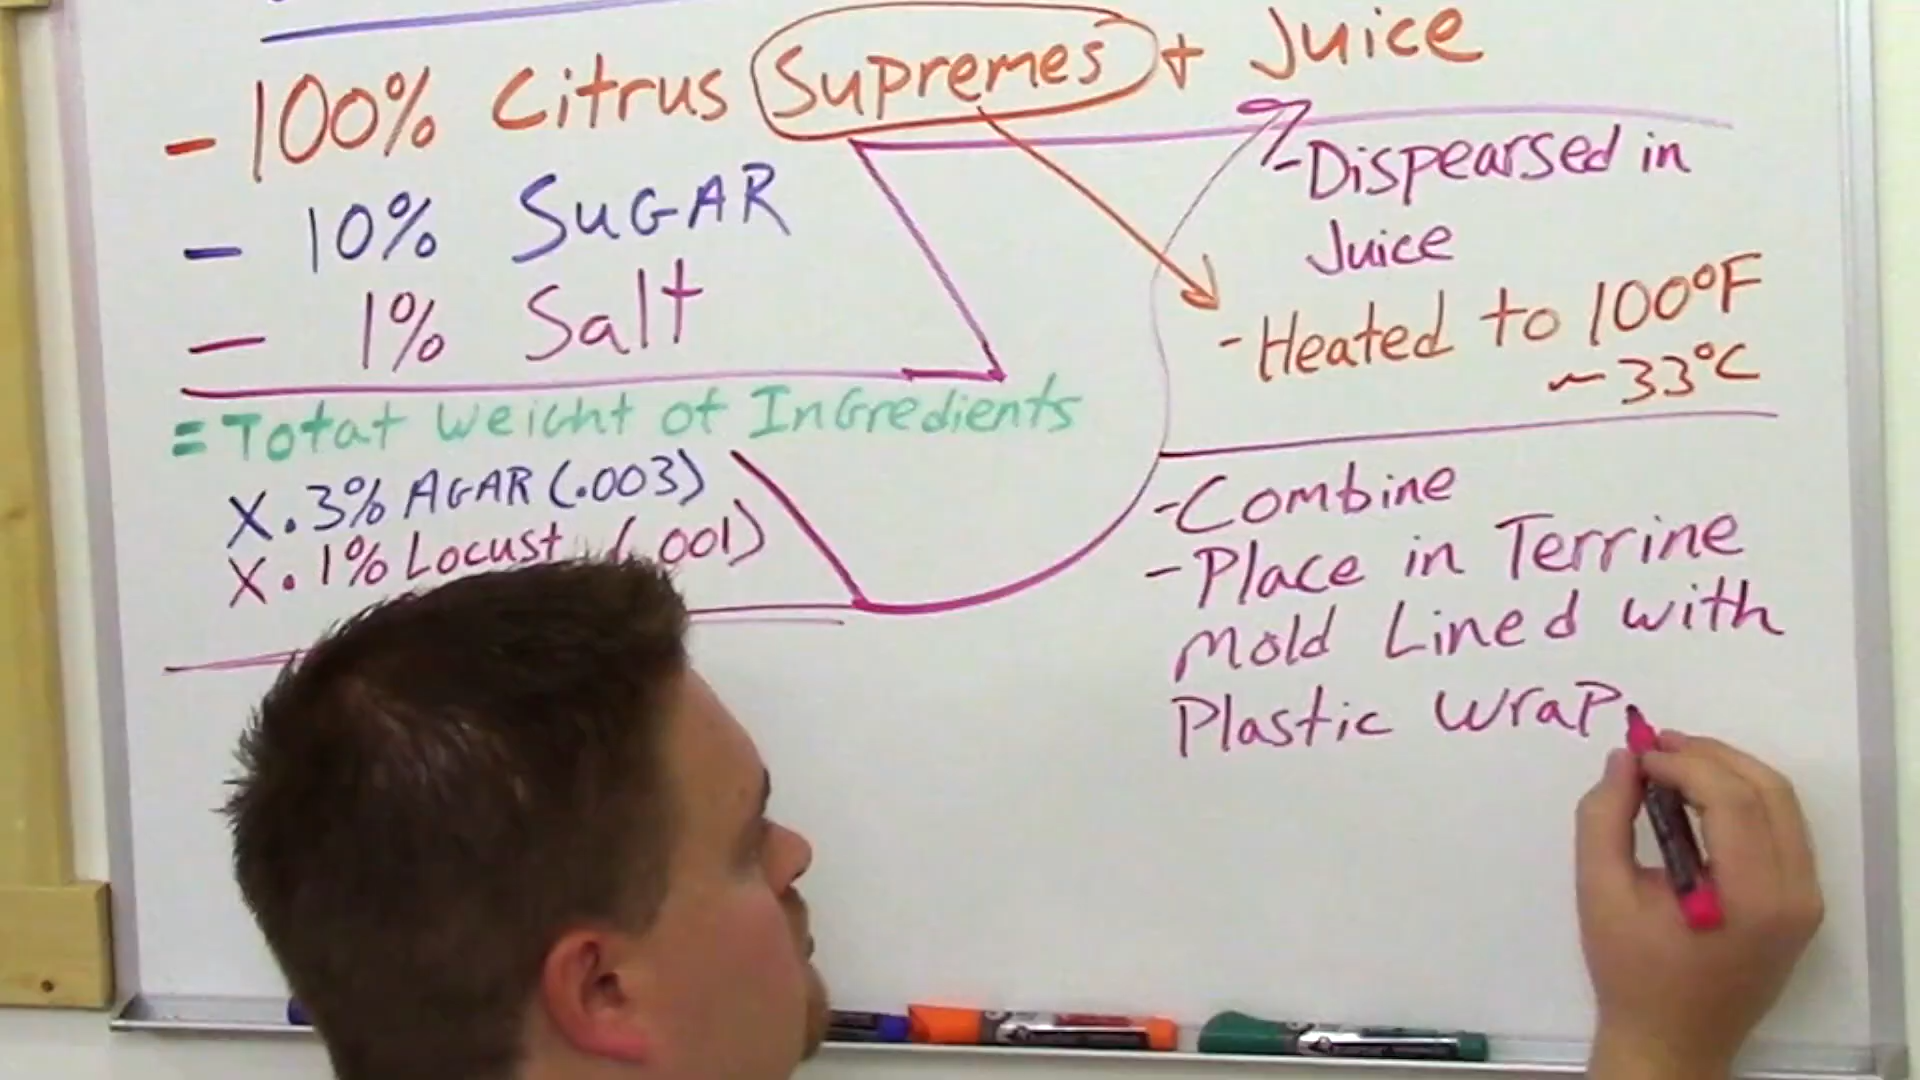 - 100% Citrus Supremes + Juice
- 10% SUGAR
- 1% Salt
= Total Weight of Ingredients
X .3% AGAR (.003)
X .1% Locust (.001)
- Dispearsed in
Juice
- Heated to 100°F
~33°C
- Combine
- Place in Terrine
Mold Lined with
Plastic Wrap